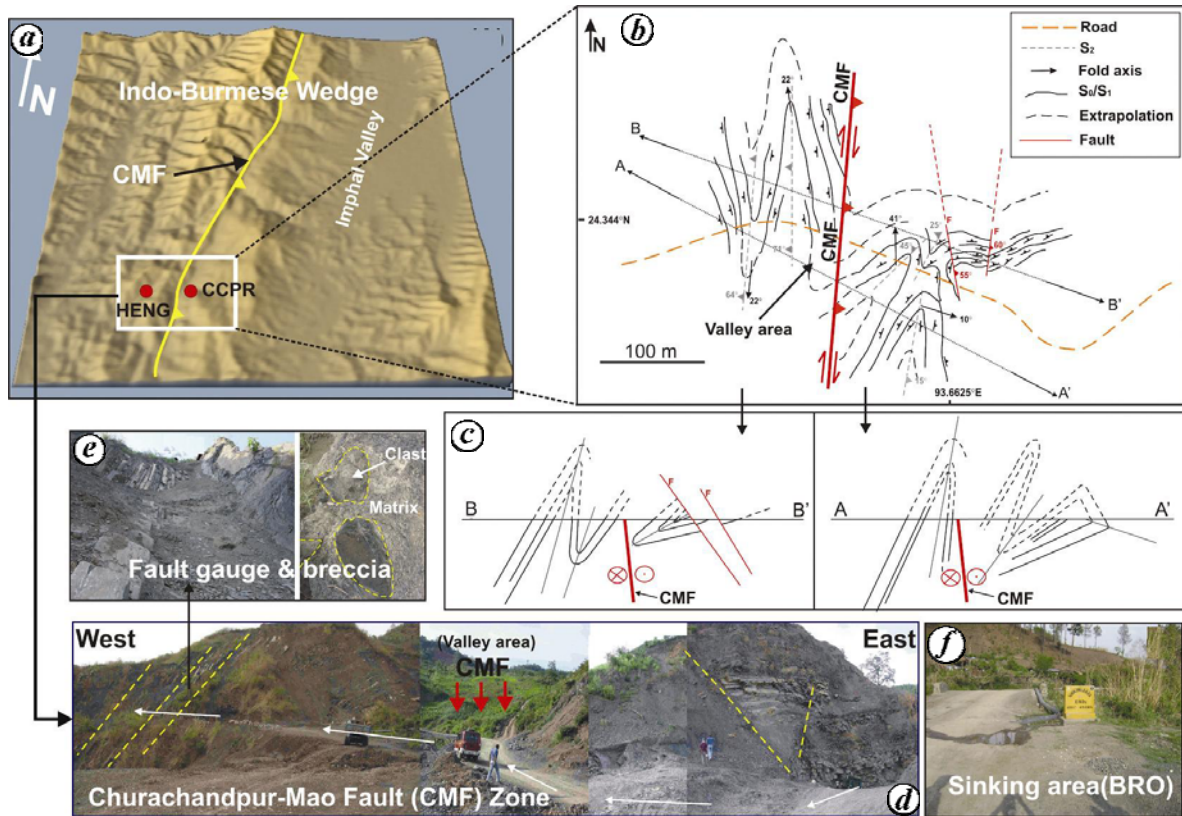 a
N
Indo-Burmese Wedge
CMF
Imphal Valley
HENG
CCPR
b
N
CMF
CMF
22°
B
A
24.344°N
71°
64°
22°
41°
25°
45°
F
F
60°
55°
10°
15°
Valley area
100 m
B'
A'
93.6625°E
Road
S₂
Fold axis
S₀/S₁
Extrapolation
Fault
e
Clast
Matrix
Fault gauge & breccia
c
B
B'
F
F
CMF
A
A'
CMF
West
(Valley area)
CMF
East
Churachandpur-Mao Fault (CMF) Zone
d
f
Sinking area(BRO)